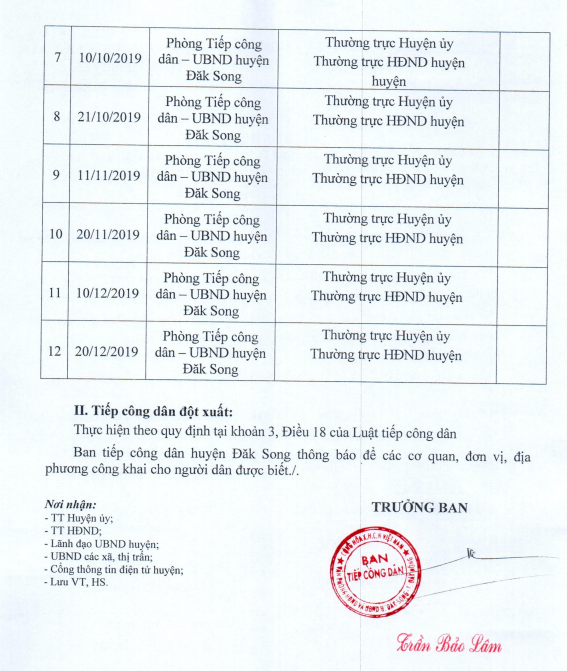 7 10/10/2019 Phòng Tiếp công Thường trực Huyện ủy
dân – UBND huyện Thường trực HĐND huyện
Đăk Song huyện
8 21/10/2019 Phòng Tiếp công Thường trực Huyện ủy
dân – UBND huyện Thường trực HĐND huyện
Đăk Song
9 11/11/2019 Phòng Tiếp công Thường trực Huyện ủy
dân – UBND huyện Thường trực HĐND huyện
Đăk Song
10 20/11/2019 Phòng Tiếp công Thường trực Huyện ủy
dân – UBND huyện Thường trực HĐND huyện
Đăk Song
11 10/12/2019 Phòng Tiếp công Thường trực Huyện ủy
dân – UBND huyện Thường trực HĐND huyện
Đăk Song
12 20/12/2019 Phòng Tiếp công Thường trực Huyện ủy
dân – UBND huyện Thường trực HĐND huyện
Đăk Song
II. Tiếp công dân đột xuất:
Thực hiện theo quy định tại khoản 3, Điều 18 của Luật tiếp công dân
Ban tiếp công dân huyện Đăk Song thông báo để các cơ quan, đơn vị, địa
phương công khai cho người dân được biết./.
Nơi nhận:
- TT Huyện ủy;
- TT HĐND;
- Lãnh đạo UBND huyện;
- UBND các xã, thị trấn;
- Cổng thông tin điện tử huyện;
- Lưu VT, HS.
TRƯỞNG BAN
CỘNG HÒA X.H.C.N VIỆT NAM
BAN
TIẾP CÔNG DÂN
Trần Bảo Lâm